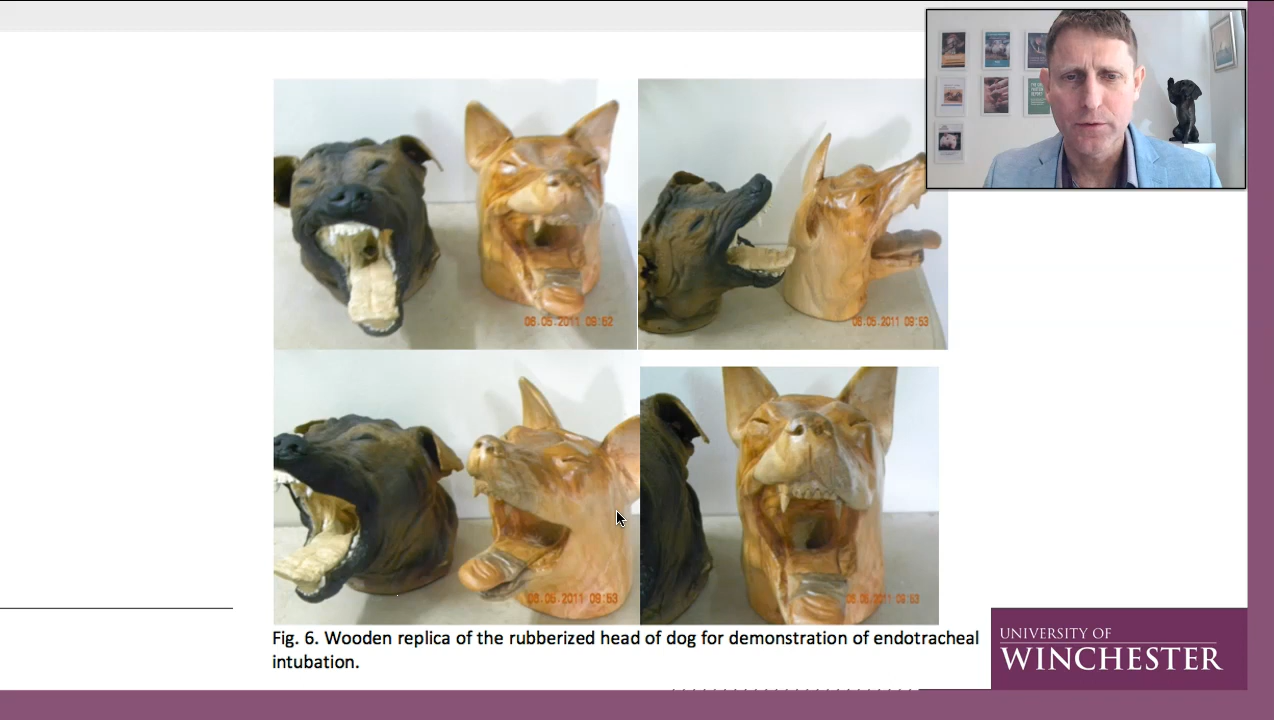 06.05.2011 09:52
06.05.2011 09:53
06.05.2011 09:53
06.05.2011 09:53
Fig. 6. Wooden replica of the rubberized head of dog for demonstration of endotracheal
intubation.
UNIVERSITY OF
WINCHESTER